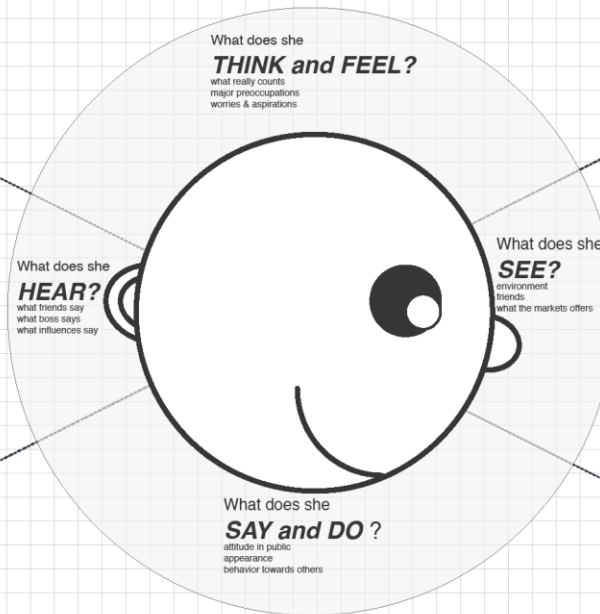 What does she
THINK and FEEL?
what really counts
major preoccupations
worries & aspirations
What does she
SEE?
environment
friends
what the markets offers
What does she
HEAR?
what friends say
what boss says
what influences say
What does she
SAY and DO ?
attitude in public
appearance
behavior towards others